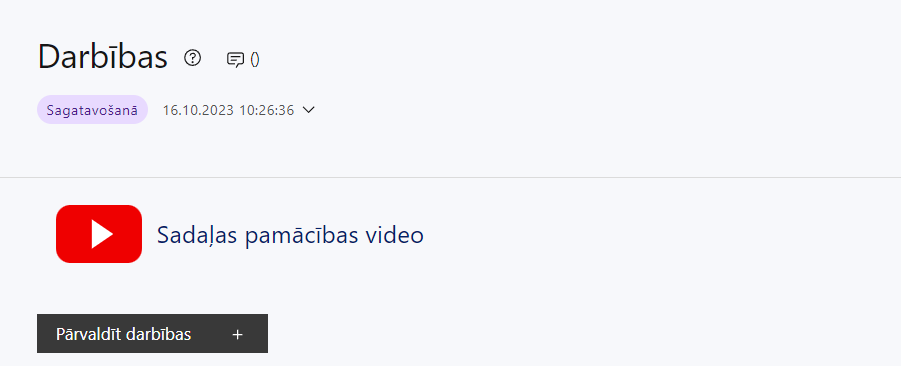 Darbības ()
Sagatavošanā 16.10.2023 10:26:36
Sadaļas pamācības video
Pārvaldīt darbības +